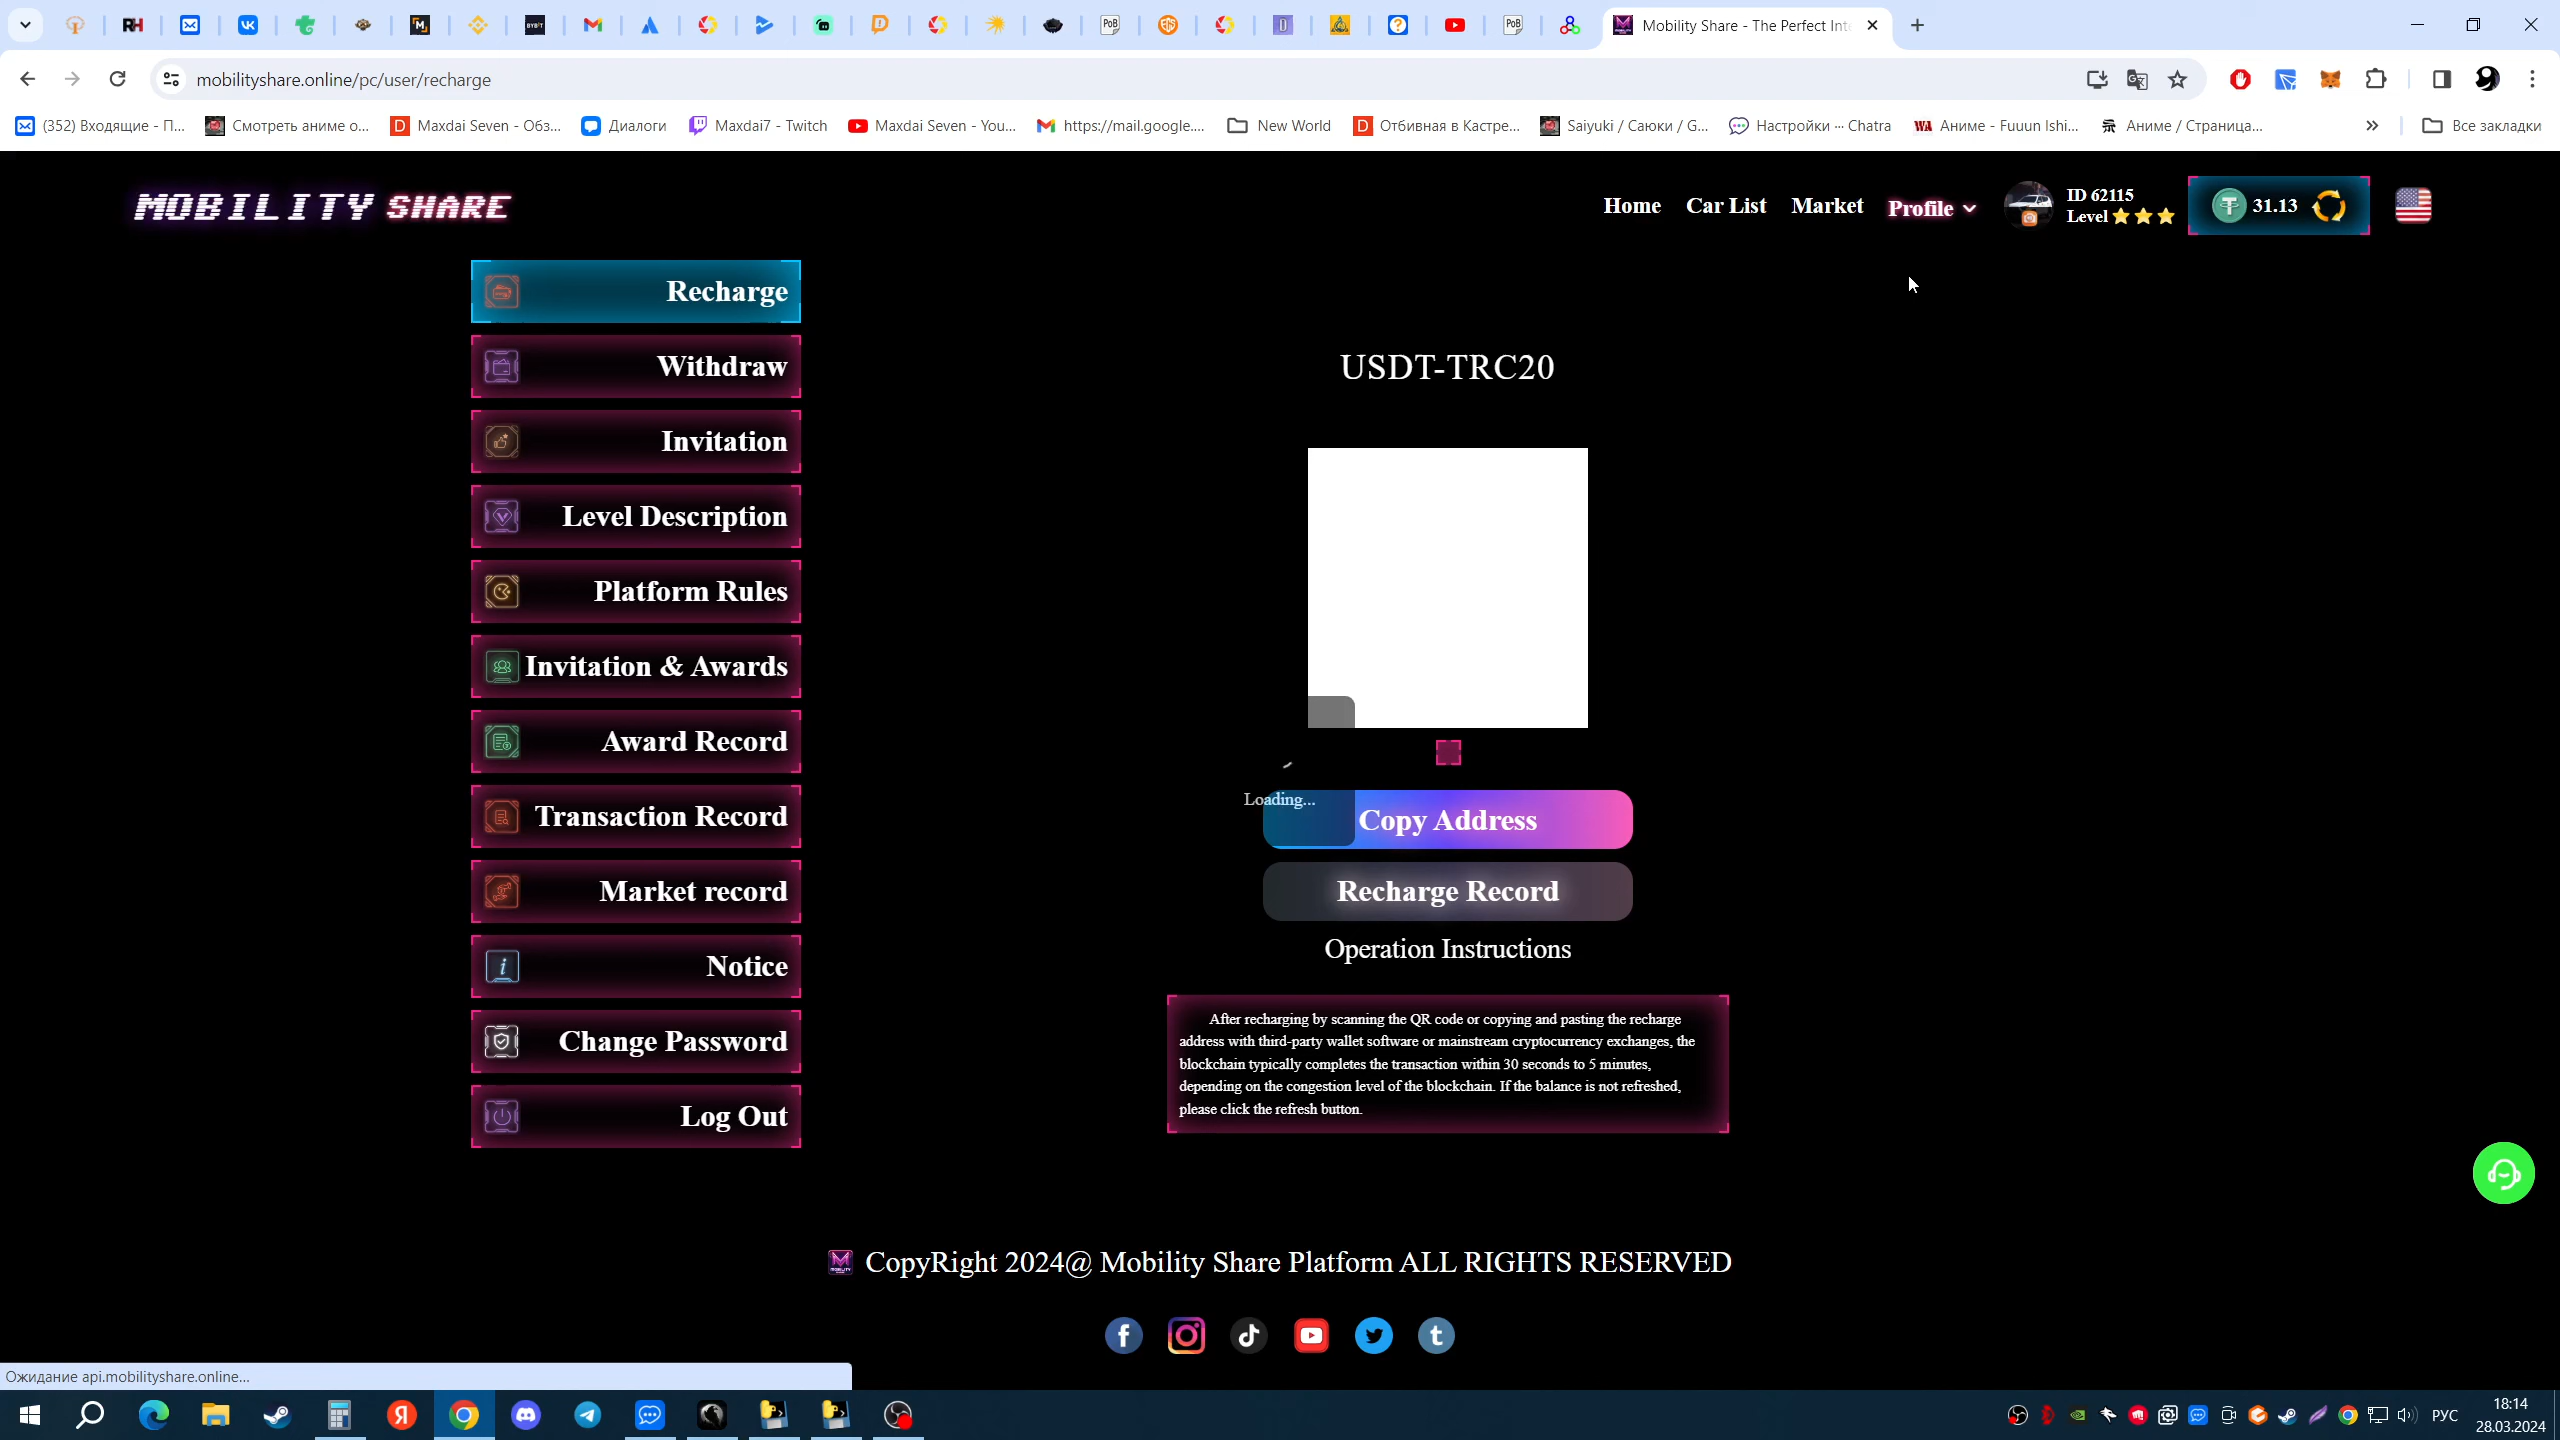 Mobility Share - The Perfect Int
mobilityshare.online/pc/user/recharge
(352) Входящие - П...
Смотреть аниме о...
Maxdai Seven - Обз...
Диалоги
Maxdai7 - Twitch
Maxdai Seven - You...
https://mail.google....
New World
Отбивная в Кастре...
Saiyuki / Саюки / G...
Настройки ··· Chatra
Аниме - Fuuun Ishi...
Аниме / Страница...
»
Все закладки
MOBILITY SHARE
Home
Car List
Market
Profile
ID 62115
Level
31.13
Recharge
Withdraw
Invitation
Level Description
Platform Rules
Invitation & Awards
Award Record
Transaction Record
Market record
Notice
Change Password
Log Out
USDT-TRC20
Loading...
Copy Address
Recharge Record
Operation Instructions
After recharging by scanning the QR code or copying and pasting the recharge
address with third-party wallet software or mainstream cryptocurrency exchanges, the
blockchain typically completes the transaction within 30 seconds to 5 minutes,
depending on the congestion level of the blockchain. If the balance is not refreshed,
please click the refresh button.
CopyRight 2024@ Mobility Share Platform ALL RIGHTS RESERVED
Ожидание api.mobilityshare.online...
РУС
18:14
28.03.2024